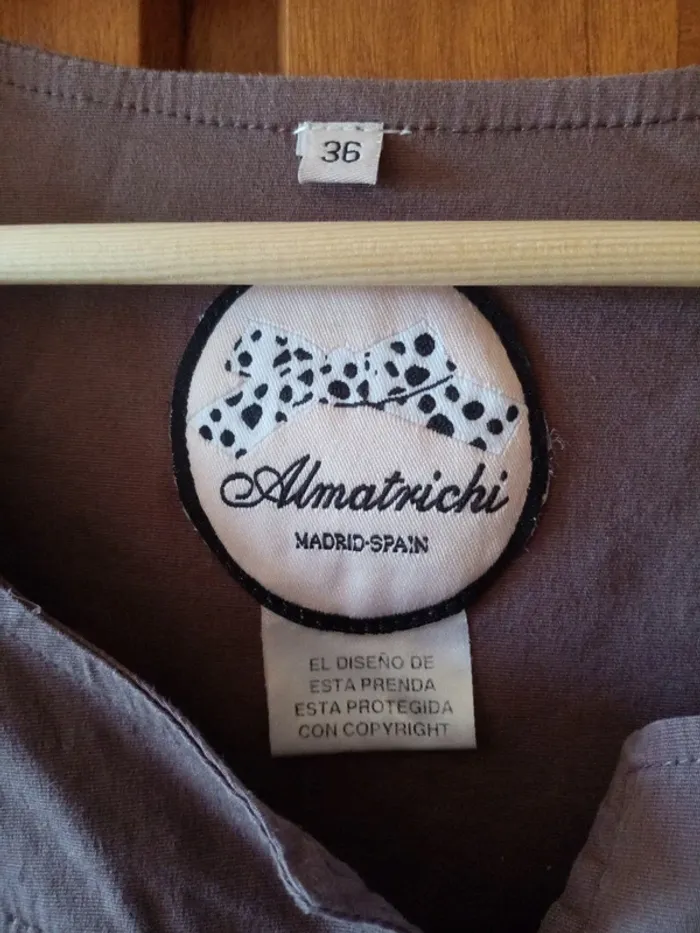 36
Almatrichi
MADRID-SPAIN
EL DISEÑO DE
ESTA PRENDA
ESTA PROTEGIDA
CON COPYRIGHT